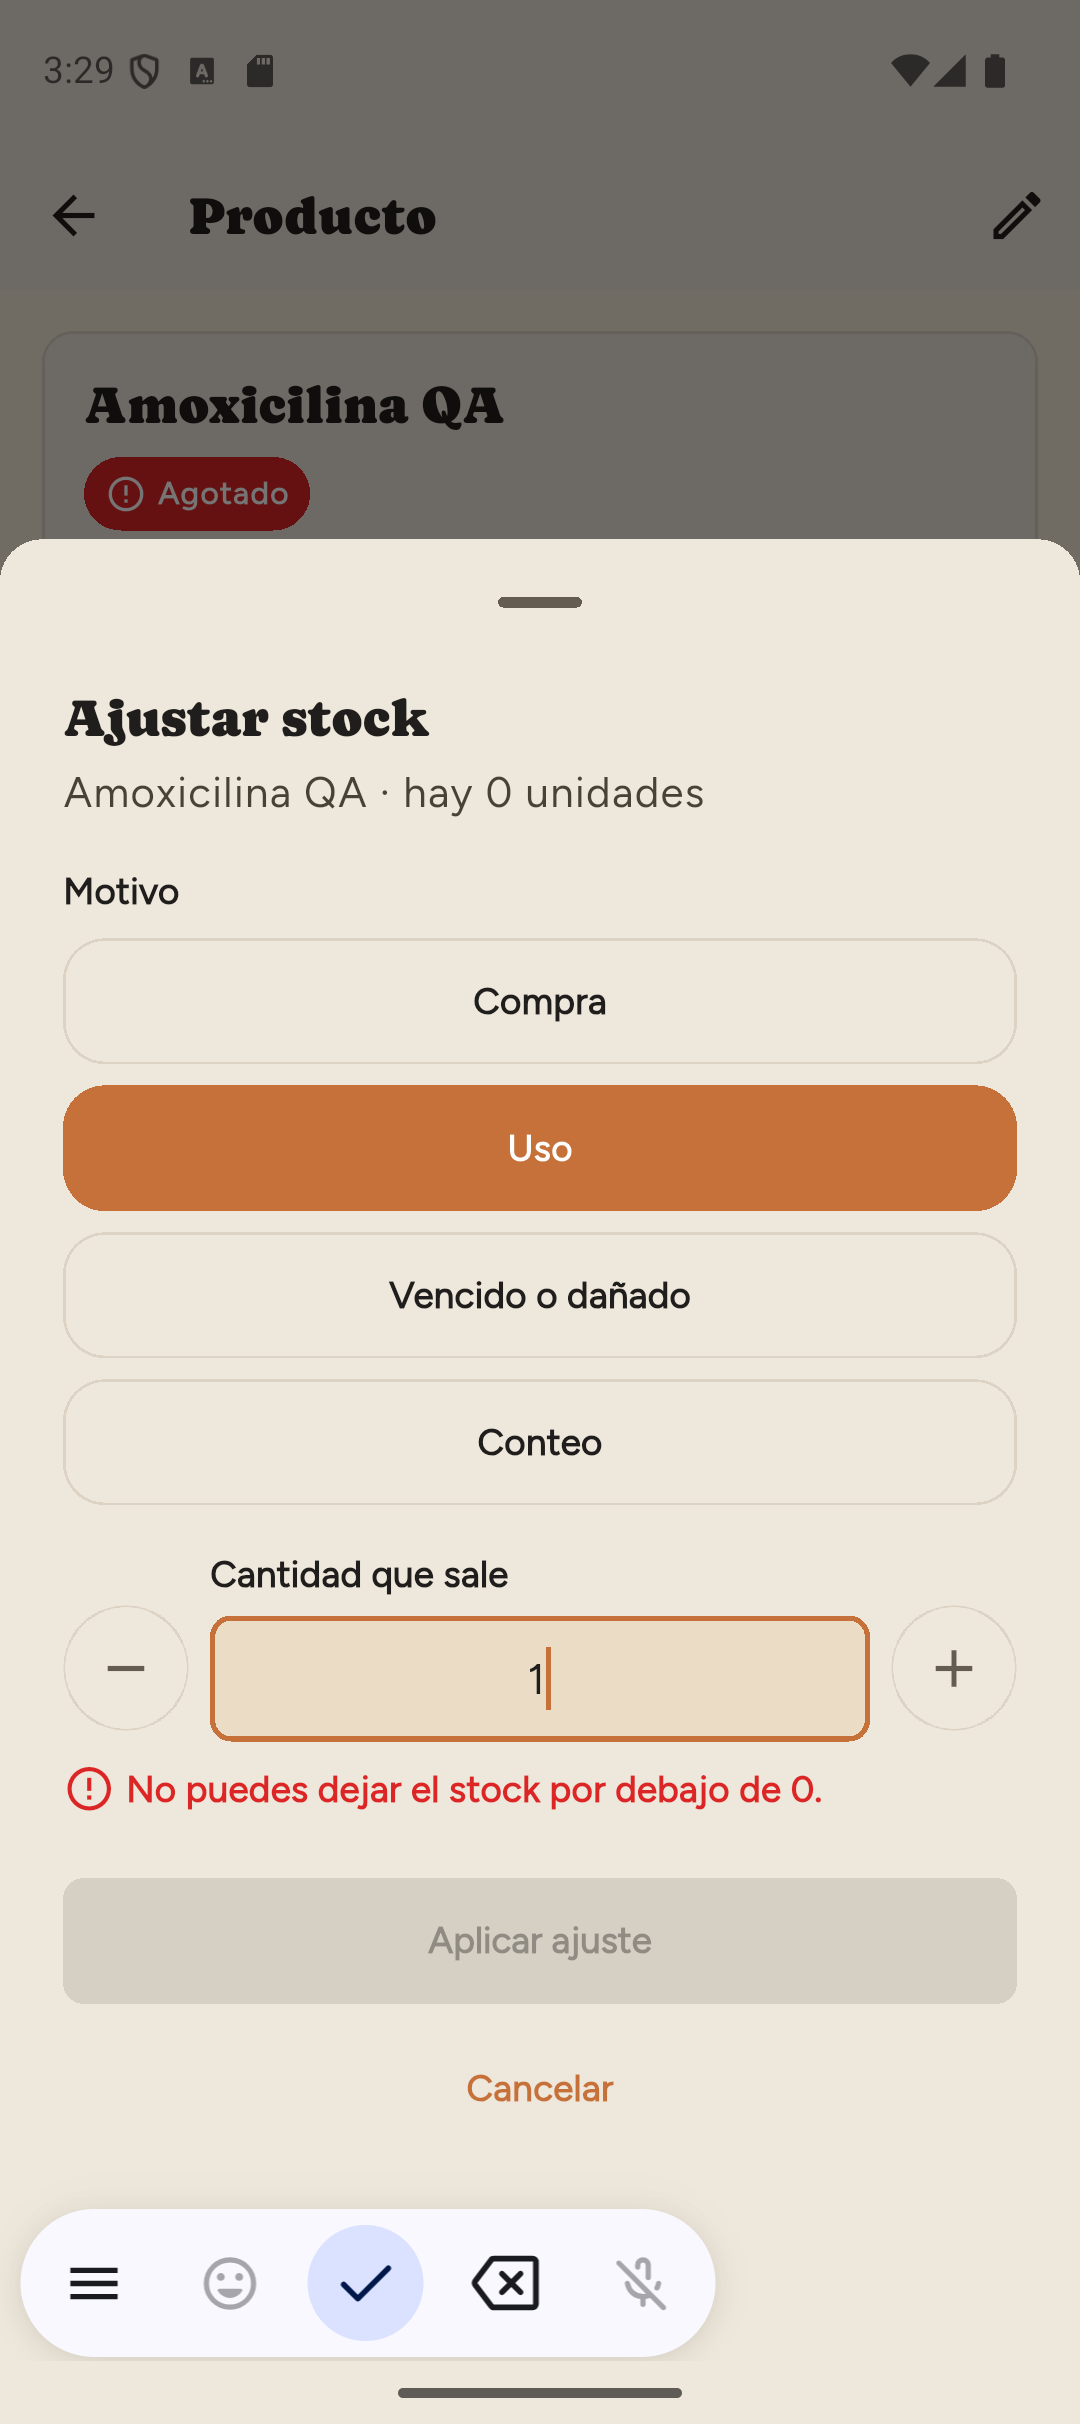 3:29
Producto
Amoxicilina QA
Agotado
Ajustar stock
Amoxicilina QA · hay 0 unidades
Motivo
Compra
Uso
Vencido o dañado
Conteo
Cantidad que sale
1
No puedes dejar el stock por debajo de 0.
Aplicar ajuste
Cancelar